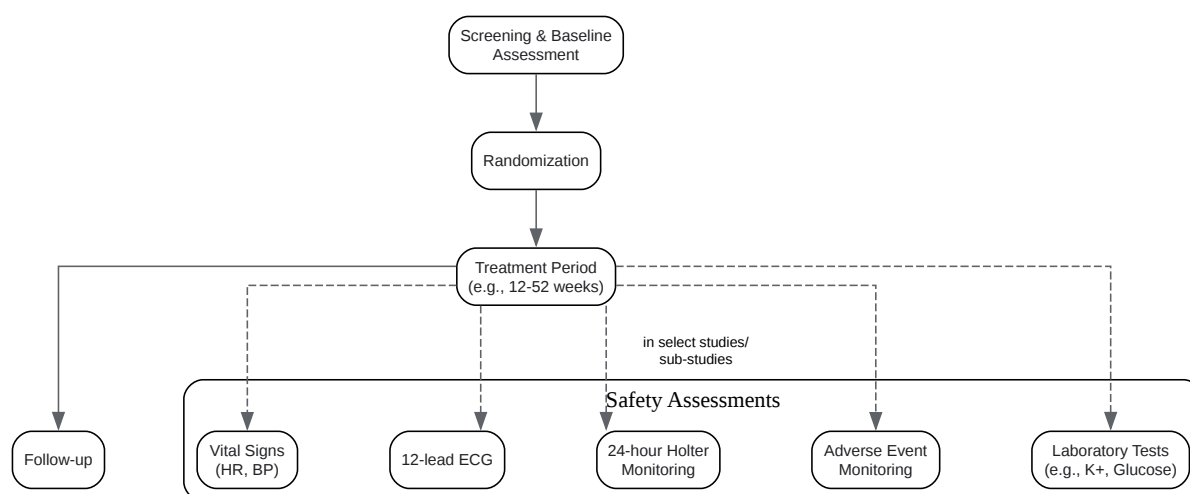 Screening & Baseline
Assessment
Randomization
Treatment Period
(e.g., 12-52 weeks)
in select studies/
sub-studies
Safety Assessments
Follow-up
Vital Signs
(HR, BP)
12-lead ECG
24-hour Holter
Monitoring
Adverse Event
Monitoring
Laboratory Tests
(e.g., K+, Glucose)